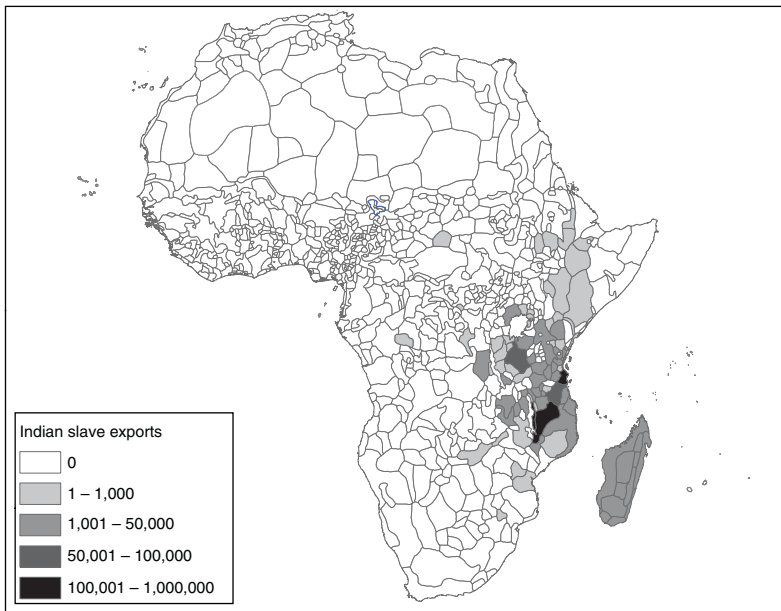 Indian slave exports
0
1 – 1,000
1,001 – 50,000
50,001 – 100,000
100,001 – 1,000,000